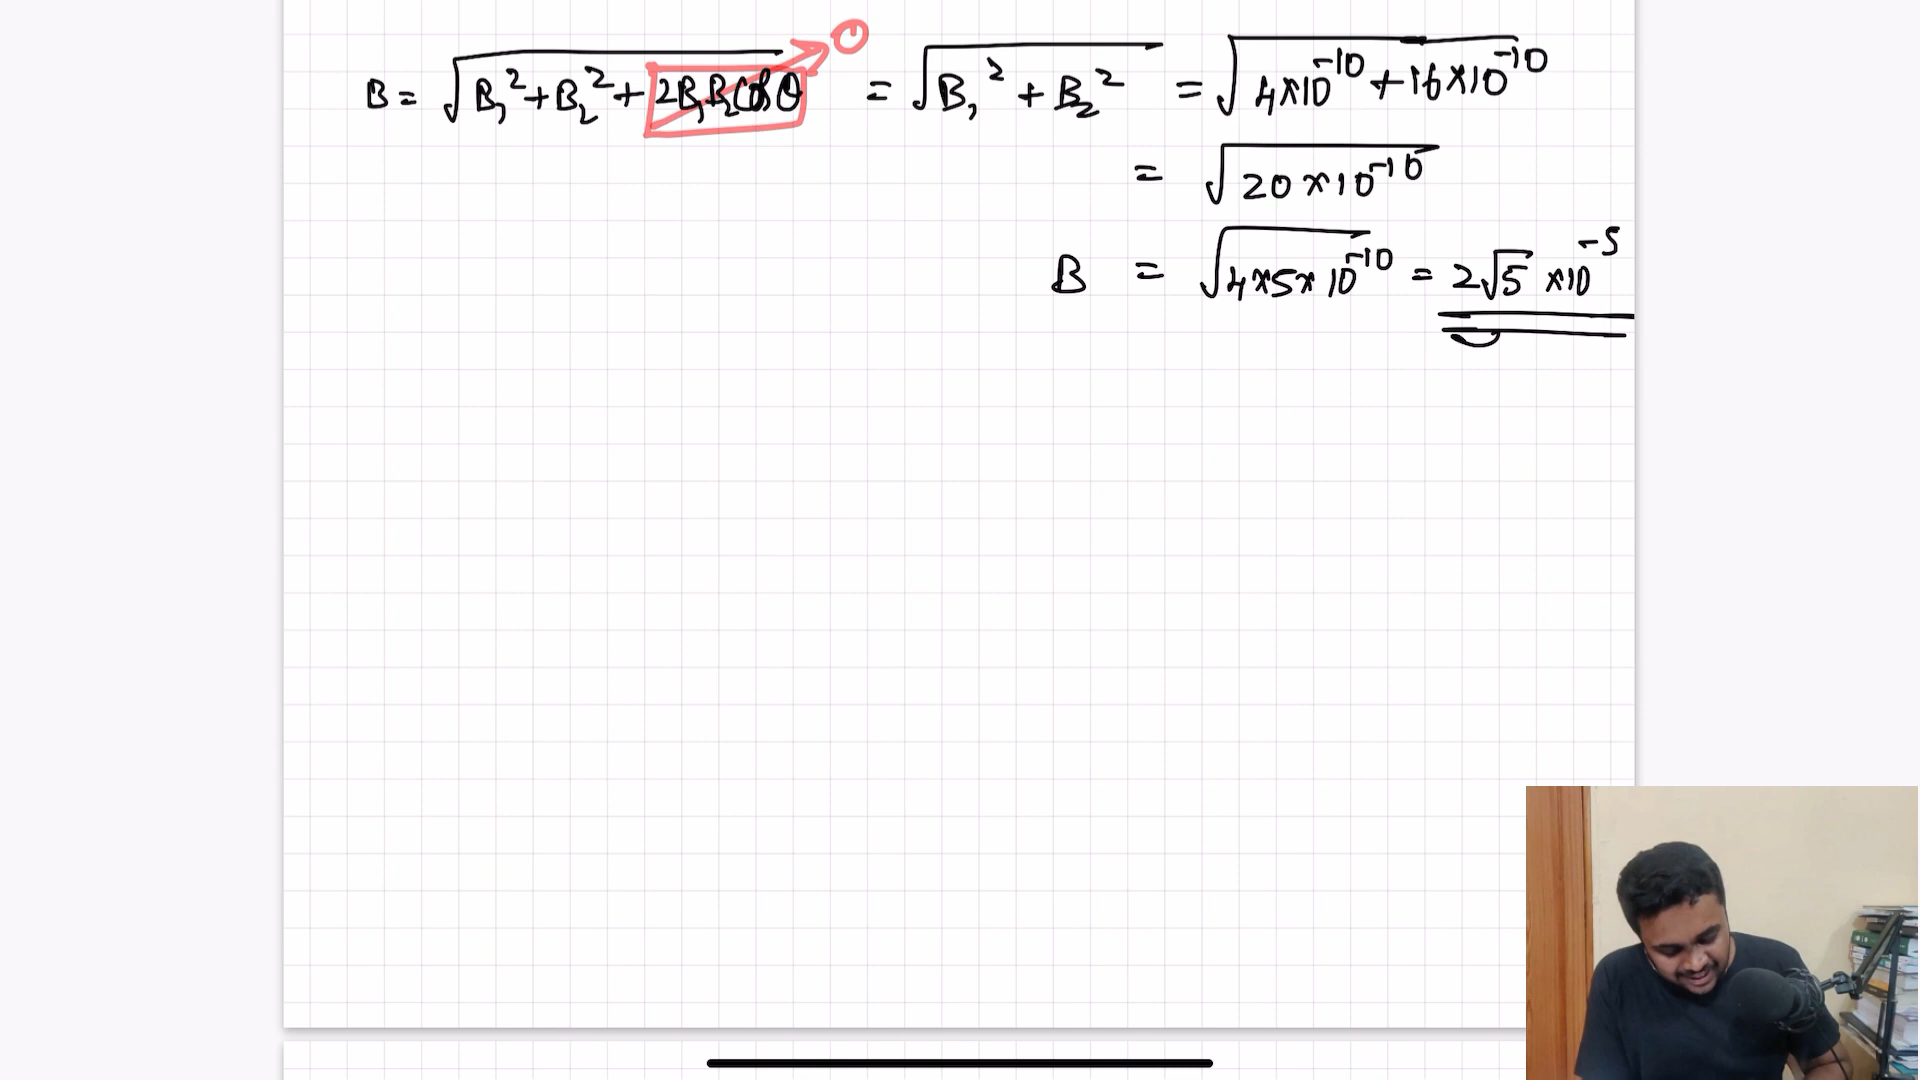 B = √B₁² + B₂² + 2B₁B₂Cosθ → 0 = √B₁² + B₂² = √4×10⁻¹⁰ + 16×10⁻¹⁰
= √20×10⁻¹⁰
B = √4×5×10⁻¹⁰ = 2√5 ×10⁻⁵